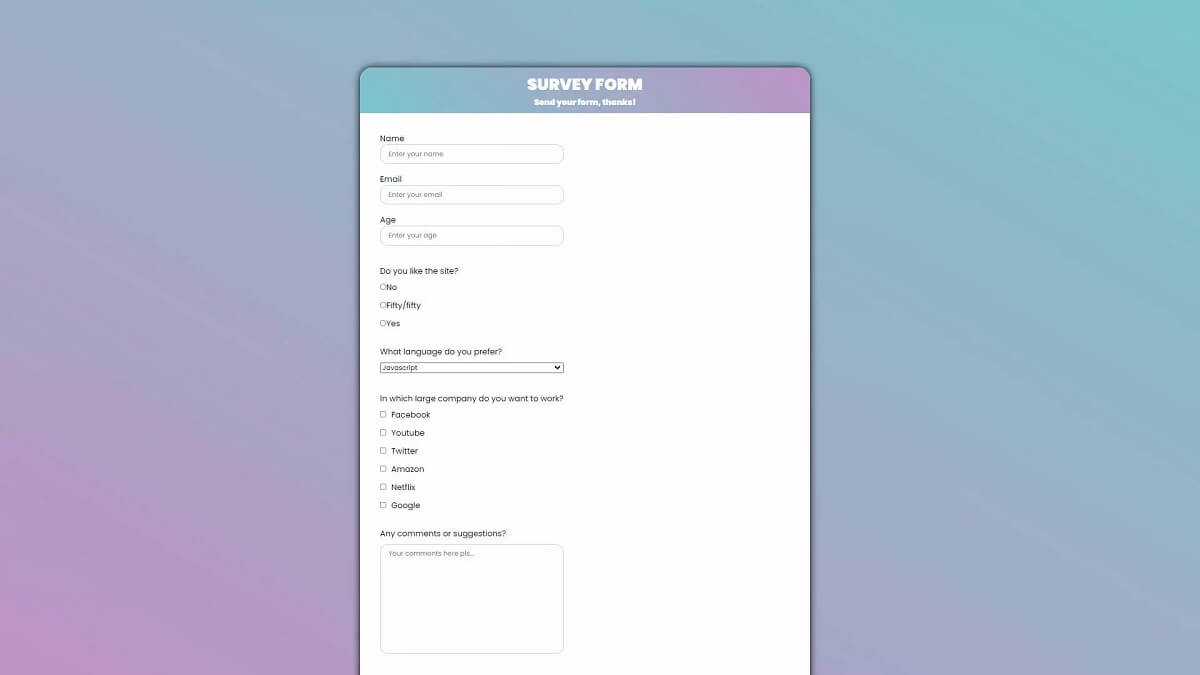 SURVEY FORM
Send your form, thanks!
Name
Enter your name
Email
Enter your email
Age
Enter your age
Do you like the site?
No
Fifty/fifty
Yes
What language do you prefer?
Javascript
In which large company do you want to work?
Facebook
Youtube
Twitter
Amazon
Netflix
Google
Any comments or suggestions?
Your comments here pls...